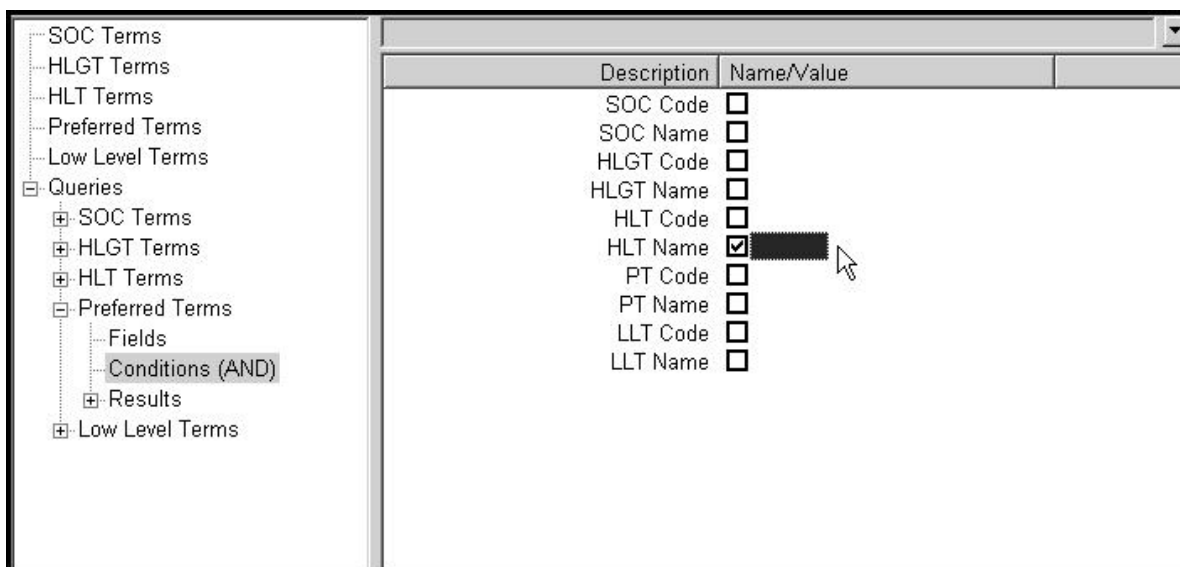 SOC Terms
HLGT Terms
HLT Terms
Preferred Terms
Low Level Terms
Queries
SOC Terms
HLGT Terms
HLT Terms
Preferred Terms
Fields
Conditions (AND)
Results
Low Level Terms
Description Name/Value
SOC Code
SOC Name
HLGT Code
HLGT Name
HLT Code
HLT Name
PT Code
PT Name
LLT Code
LLT Name